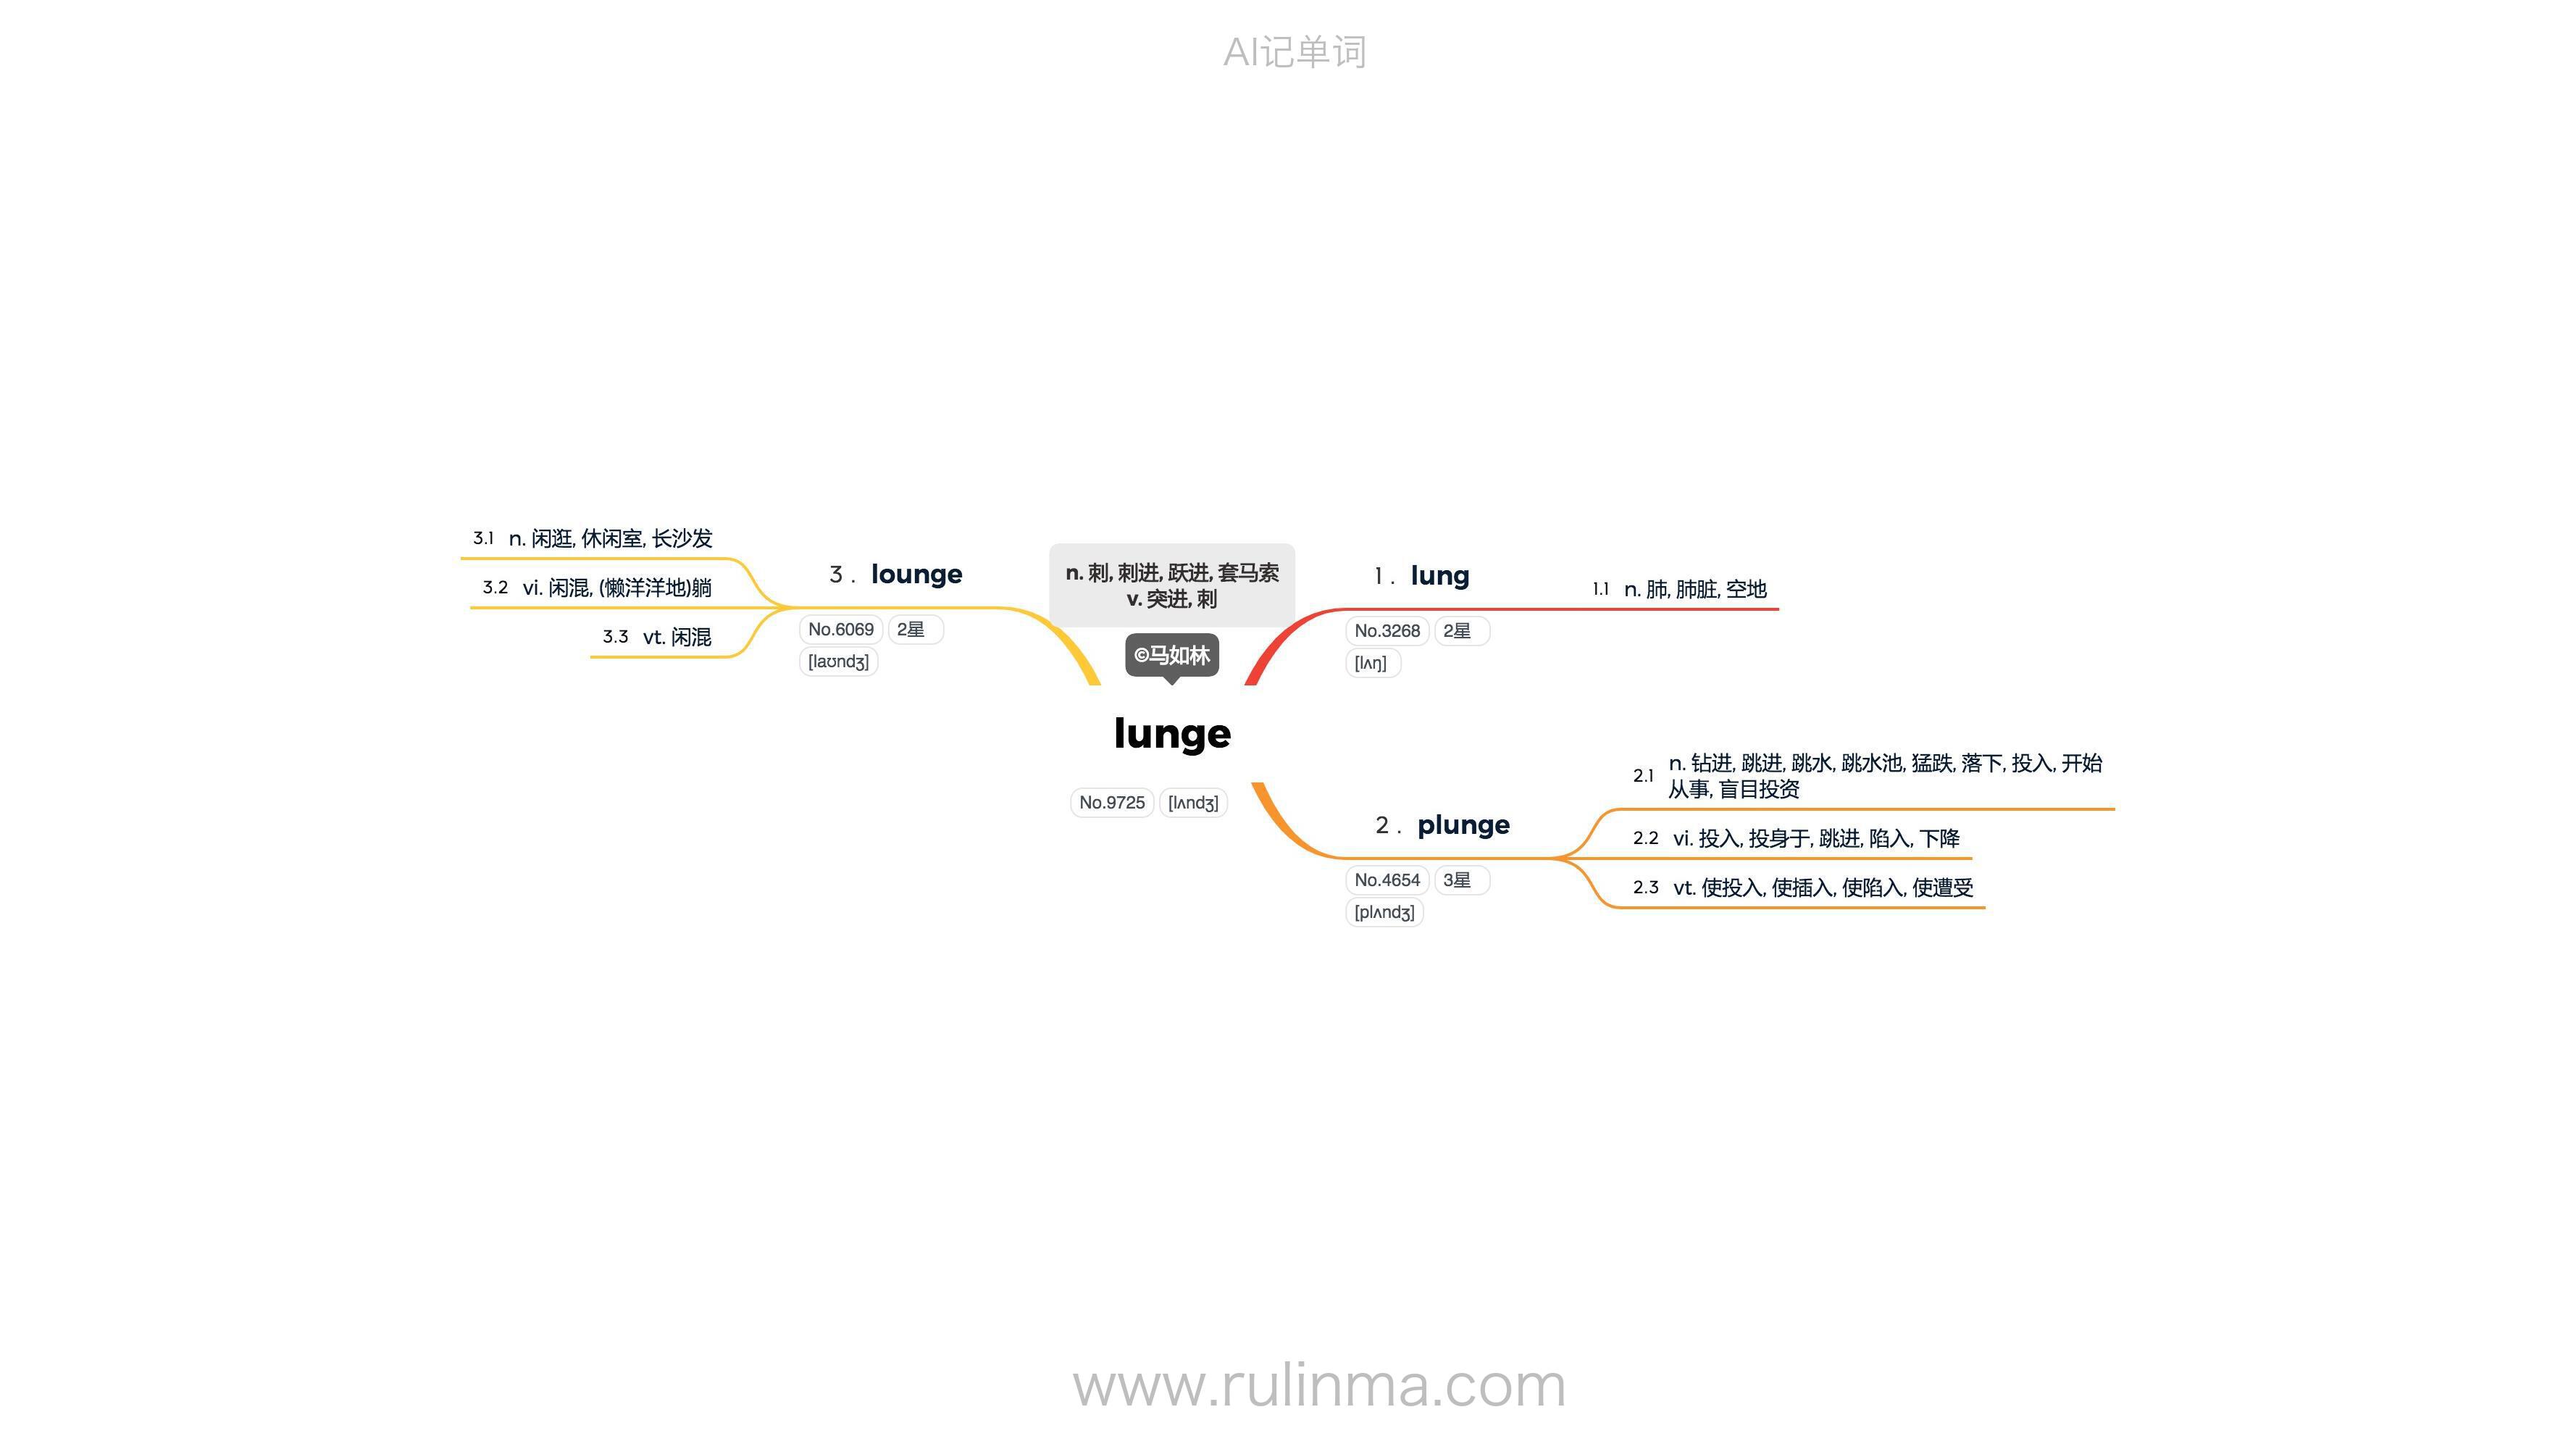 AI记单词
n. 刺, 刺进, 跃进, 套马索
v. 突进, 刺
©马如林
lunge
No.9725 [lʌndʒ]
1. lung
No.3268 2星
[lʌŋ]
1.1 n. 肺, 肺脏, 空地
2. plunge
No.4654 3星
[plʌndʒ]
2.1 n. 钻进, 跳进, 跳水, 跳水池, 猛跌, 落下, 投入, 开始
从事, 盲目投资
2.2 vi. 投入, 投身于, 跳进, 陷入, 下降
2.3 vt. 使投入, 使插入, 使陷入, 使遭受
3. lounge
No.6069 2星
[laʊndʒ]
3.1 n. 闲逛, 休闲室, 长沙发
3.2 vi. 闲混, (懒洋洋地)躺
3.3 vt. 闲混
www.rulinma.com